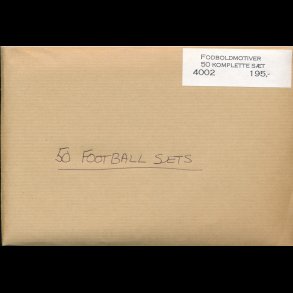 FODBOLDMOTIVER
50 KOMPLETTE SÆT
4002 195,-
50 FOOTBALL SETS